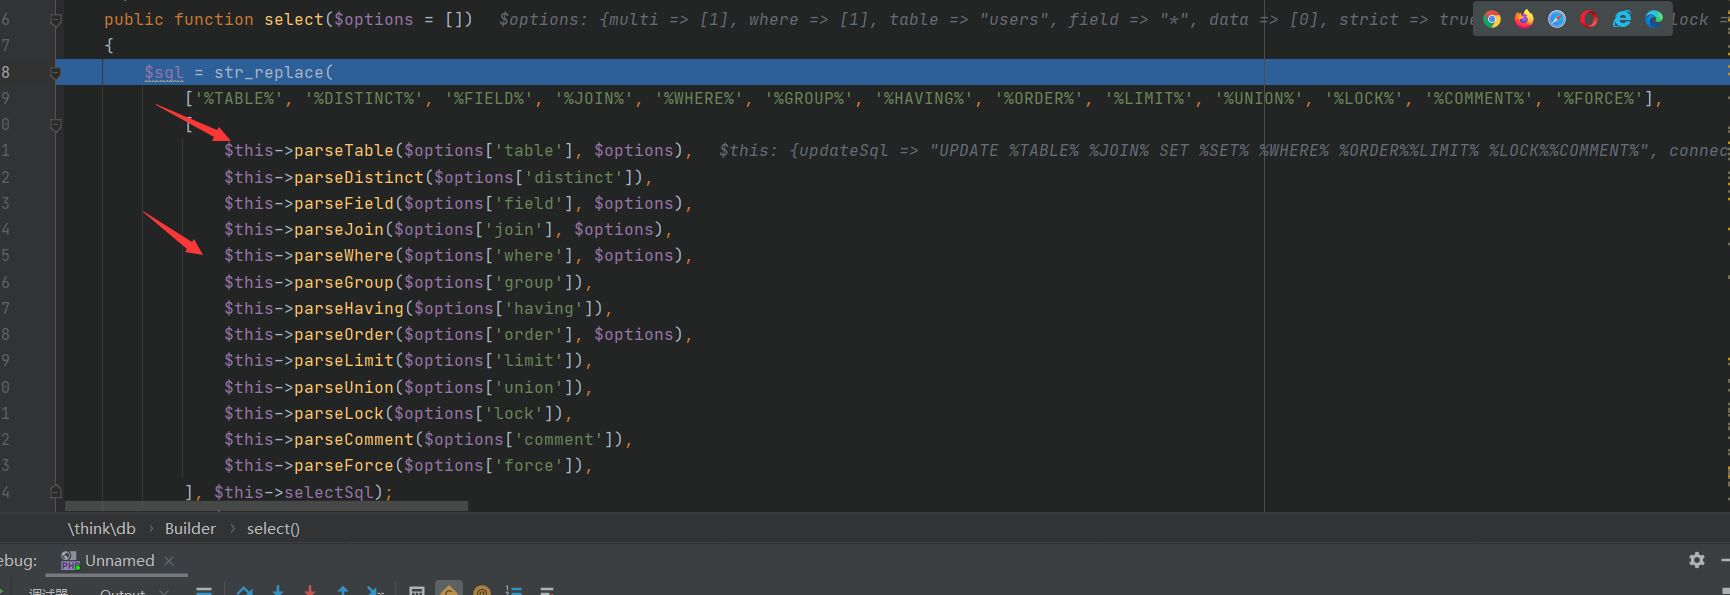 6 public function select($options = []) $options: {multi => [1], where => [1], table => "users", field => "*", data => [0], strict => true lock =
7 {
8 $sql = str_replace(
9 ['%TABLE%', '%DISTINCT%', '%FIELD%', '%JOIN%', '%WHERE%', '%GROUP%', '%HAVING%', '%ORDER%', '%LIMIT%', '%UNION%', '%LOCK%', '%COMMENT%', '%FORCE%'],
0 [
1 $this->parseTable($options['table'], $options), $this: {updateSql => "UPDATE %TABLE% %JOIN% SET %SET% %WHERE% %ORDER%%LIMIT% %LOCK%%COMMENT%", connec
2 $this->parseDistinct($options['distinct']),
3 $this->parseField($options['field'], $options),
4 $this->parseJoin($options['join'], $options),
5 $this->parseWhere($options['where'], $options),
6 $this->parseGroup($options['group']),
7 $this->parseHaving($options['having']),
8 $this->parseOrder($options['order'], $options),
9 $this->parseLimit($options['limit']),
0 $this->parseUnion($options['union']),
1 $this->parseLock($options['lock']),
2 $this->parseComment($options['comment']),
3 $this->parseForce($options['force']),
4 ], $this->selectSql);
\think\db › Builder › select()
ebug: PHP Unnamed ×
调试器 Output